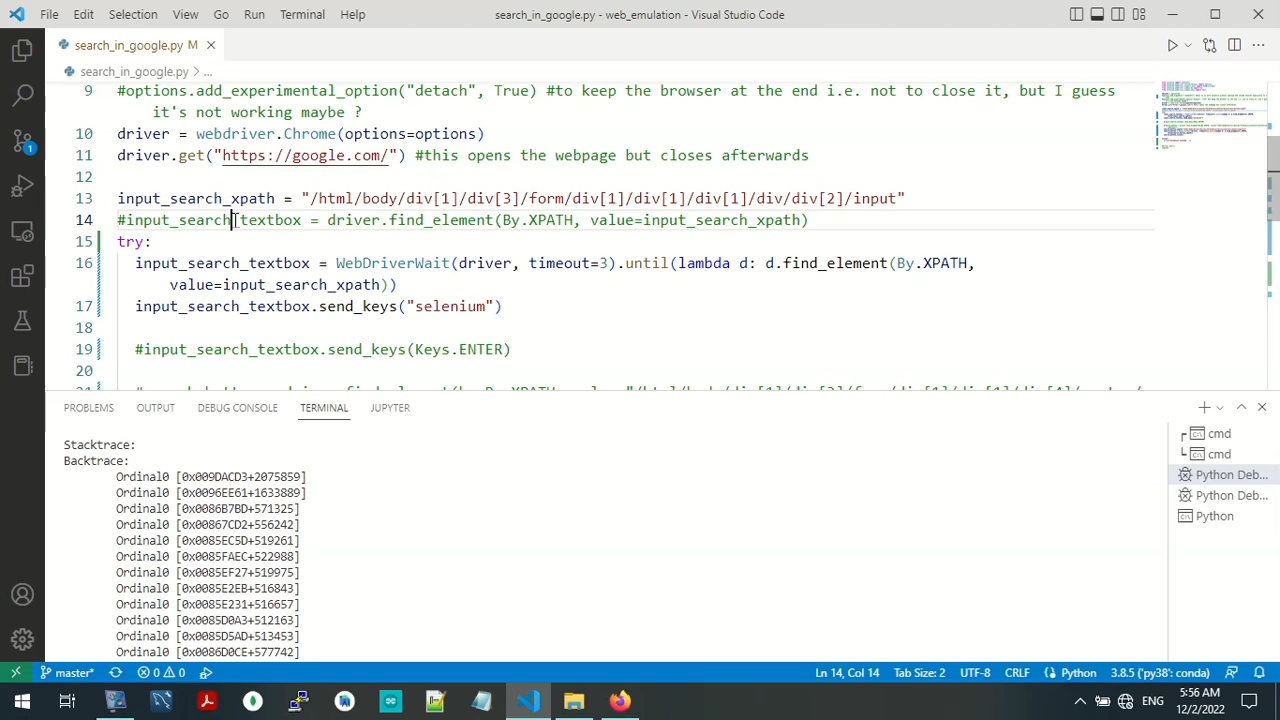 File Edit Selection View Go Run Terminal Help
search_in_google.py - web_emulation - Visual Studio Code
search_in_google.py M
search_in_google.py > ...
9 #options.add_experimental_option("detach", True) #to keep the browser at the end i.e. not to close it, but I guess
it's not working maybe ?
10 driver = webdriver.Chrome(options=options)
11 driver.get("https://google.com/") #this opens the webpage but closes afterwards
12
13 input_search_xpath = "/html/body/div[1]/div[3]/form/div[1]/div[1]/div[1]/div/div[2]/input"
14 #input_search_textbox = driver.find_element(By.XPATH, value=input_search_xpath)
15 try:
16 input_search_textbox = WebDriverWait(driver, timeout=3).until(lambda d: d.find_element(By.XPATH,
value=input_search_xpath))
17 input_search_textbox.send_keys("selenium")
18
19 #input_search_textbox.send_keys(Keys.ENTER)
20
PROBLEMS OUTPUT DEBUG CONSOLE TERMINAL JUPYTER
Stacktrace:
Backtrace:
Ordinal0 [0x009DACD3+2075859]
Ordinal0 [0x0096EE61+1633889]
Ordinal0 [0x0086B7BD+571325]
Ordinal0 [0x00867CD2+556242]
Ordinal0 [0x0085EC5D+519261]
Ordinal0 [0x0085FAEC+522988]
Ordinal0 [0x0085EF27+519975]
Ordinal0 [0x0085E2EB+516843]
Ordinal0 [0x0085E231+516657]
Ordinal0 [0x0085D0A3+512163]
Ordinal0 [0x0085D5AD+513453]
Ordinal0 [0x0086D0CE+577742]
cmd
cmd
Python Deb...
Python Deb...
Python
1
master* 0 0 Ln 14, Col 14 Tab Size: 2 UTF-8 CRLF Python 3.8.5 ('py38': conda)
ENG
5:56 AM
12/2/2022